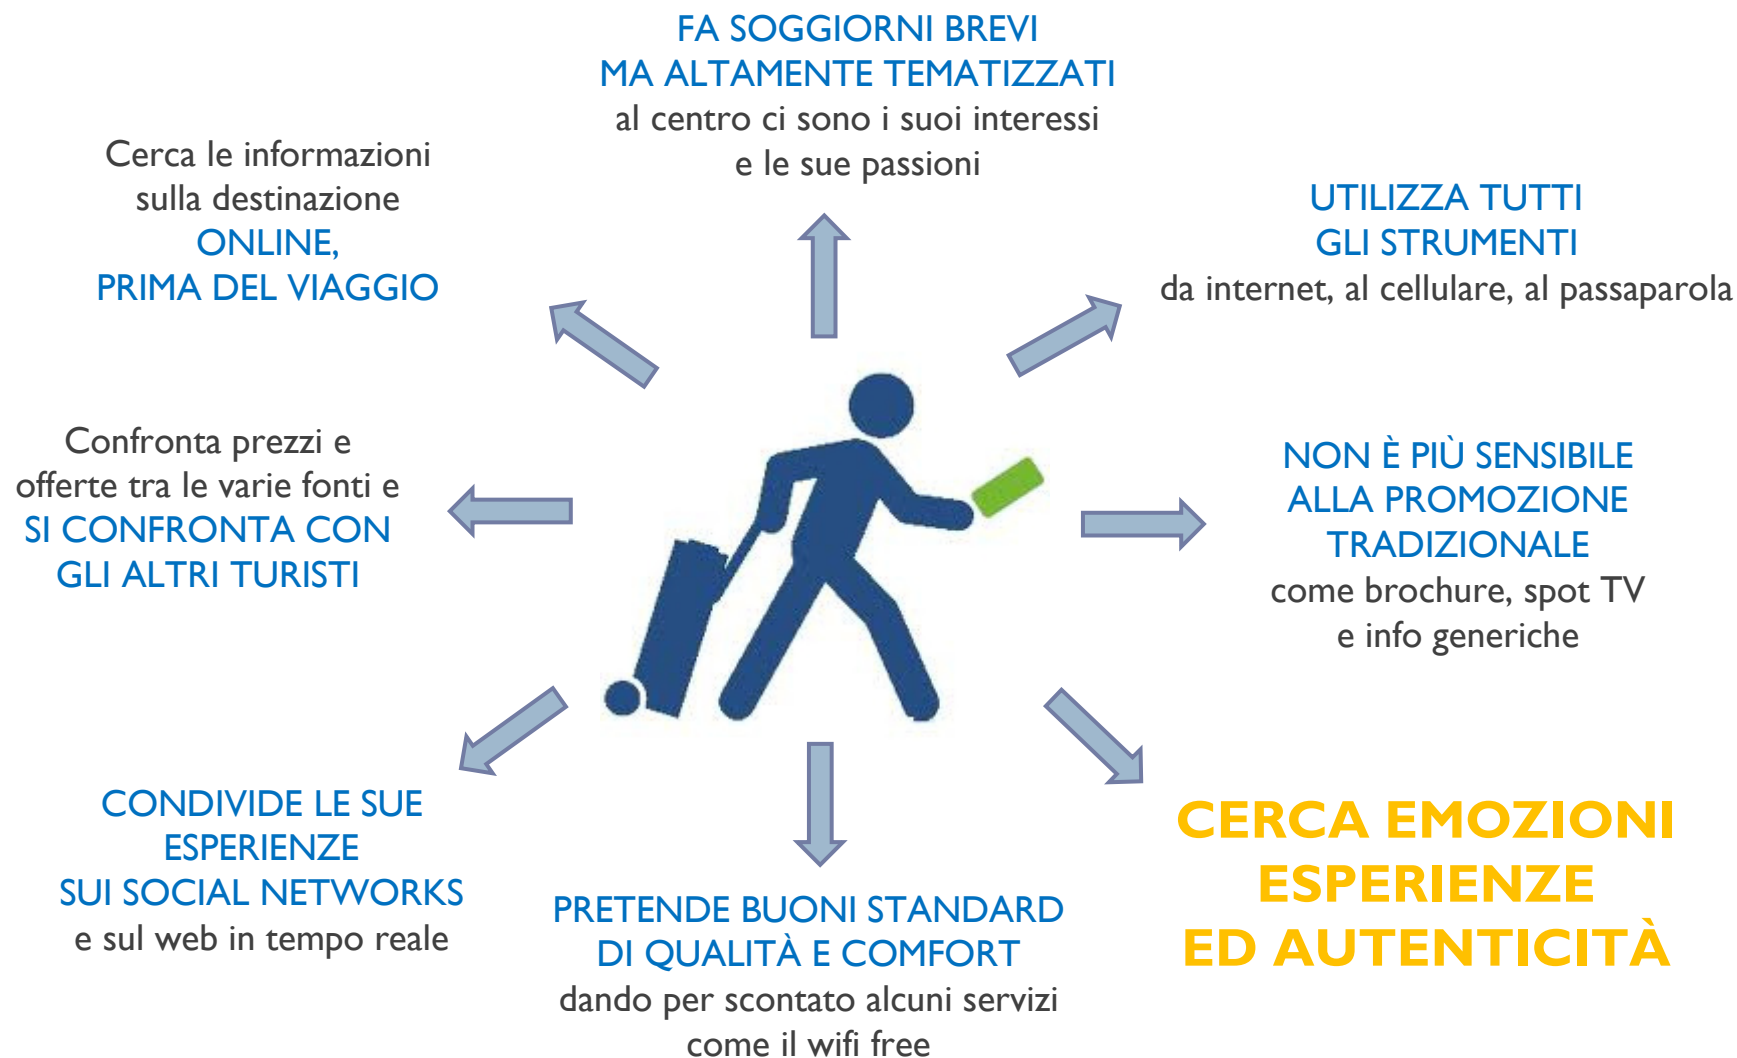 FA SOGGIORNI BREVI
MA ALTAMENTE TEMATIZZATI
al centro ci sono i suoi interessi
e le sue passioni
Cerca le informazioni
sulla destinazione
ONLINE,
PRIMA DEL VIAGGIO
UTILIZZA TUTTI
GLI STRUMENTI
da internet, al cellulare, al passaparola
Confronta prezzi e
offerte tra le varie fonti e
SI CONFRONTA CON
GLI ALTRI TURISTI
NON È PIÙ SENSIBILE
ALLA PROMOZIONE
TRADIZIONALE
come brochure, spot TV
e info generiche
CONDIVIDE LE SUE
ESPERIENZE
SUI SOCIAL NETWORKS
e sul web in tempo reale
PRETENDE BUONI STANDARD
DI QUALITÀ E COMFORT
dando per scontato alcuni servizi
come il wifi free
CERCA EMOZIONI
ESPERIENZE
ED AUTENTICITÀ